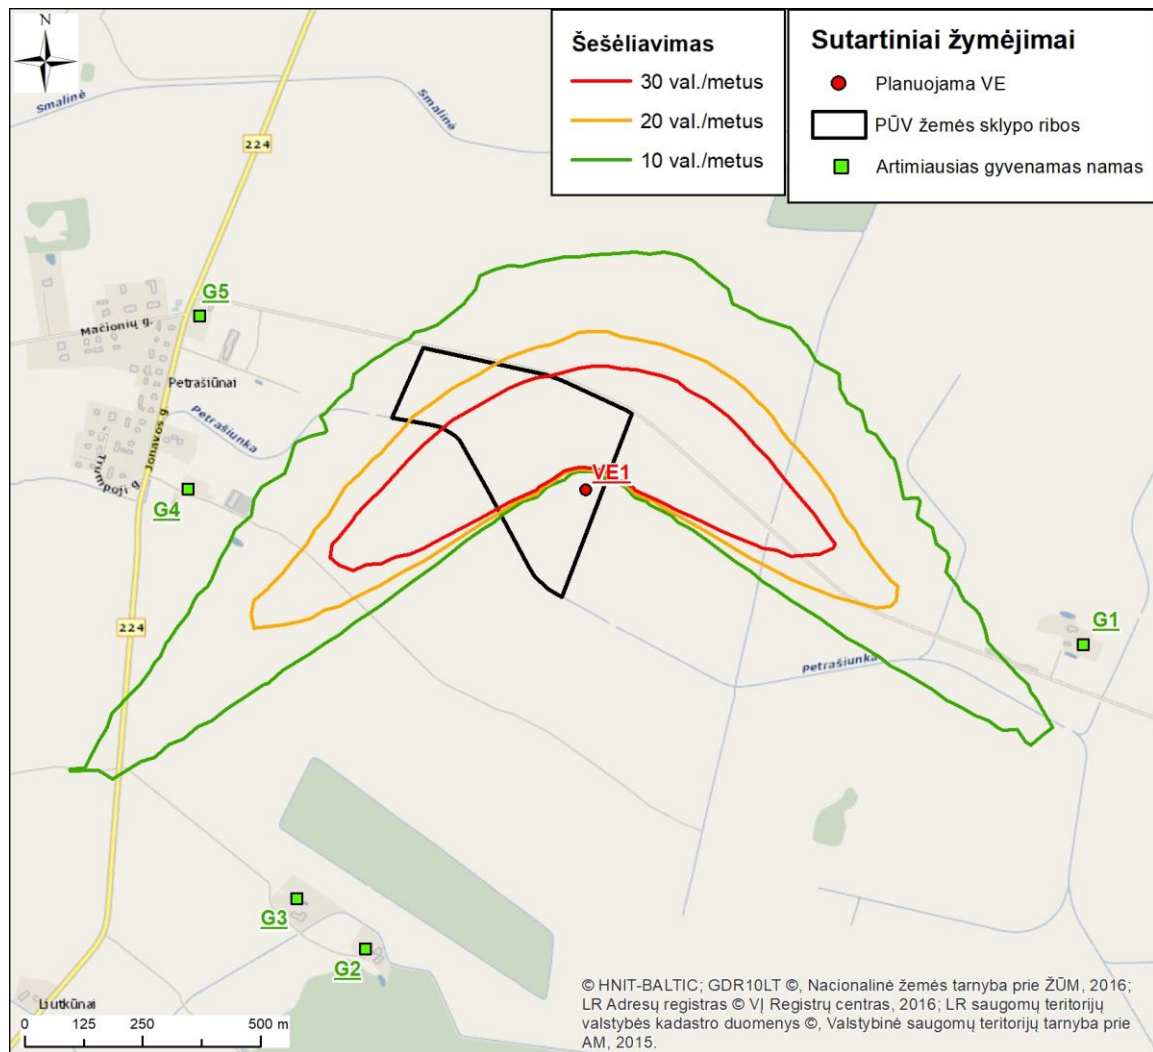 N
Šešėliavimas
30 val./metus
20 val./metus
10 val./metus
Sutartiniai žymėjimai
Planuojama VE
PŪV žemės sklypo ribos
Artimiausias gyvenamas namas
Smalinė
Smalinė
224
G5
Mačionių g.
Petrašiūnai
Petrašiunka
Jonavos g.
Trumpoji g.
G4
VE1
224
G1
Petrašiunka
G3
G2
Liutkūnai
0 125 250 500 m
© HNIT-BALTIC; GDR10LT ©, Nacionalinė žemės tarnyba prie ŽŪM, 2016;
LR Adresų registras © VĮ Registrų centras, 2016; LR saugomų teritorijų
valstybės kadastro duomenys ©, Valstybinė saugomų teritorijų tarnyba prie
AM, 2015.